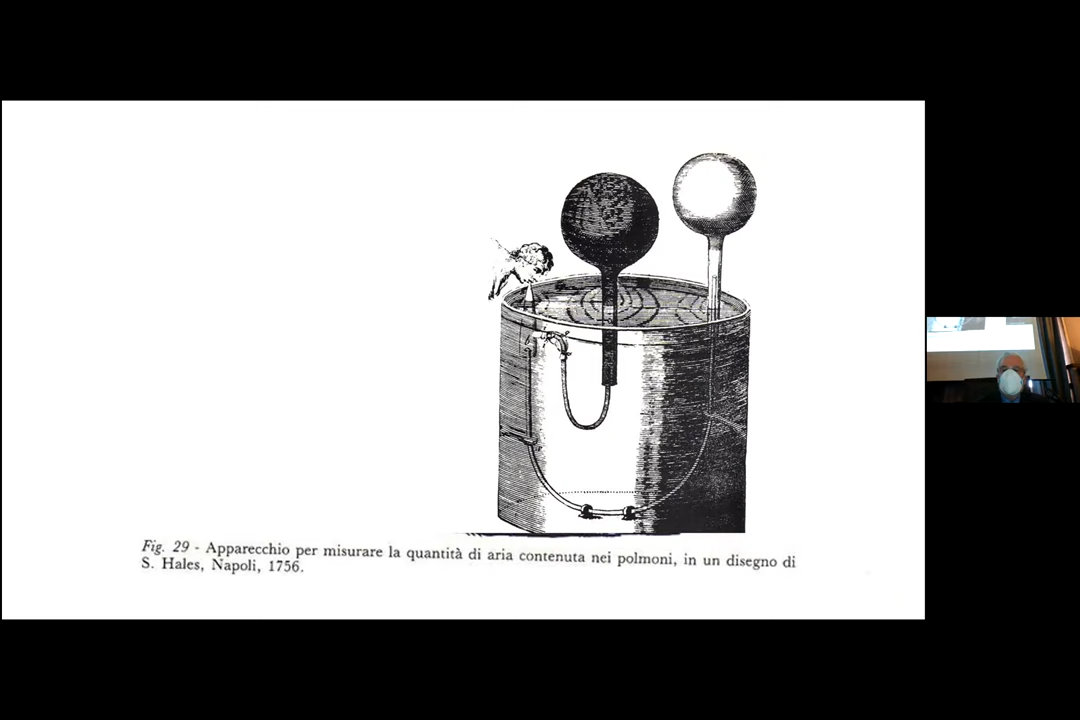 Fig. 29 - Apparecchio per misurare la quantità di aria contenuta nei polmoni, in un disegno di
S. Hales, Napoli, 1756.